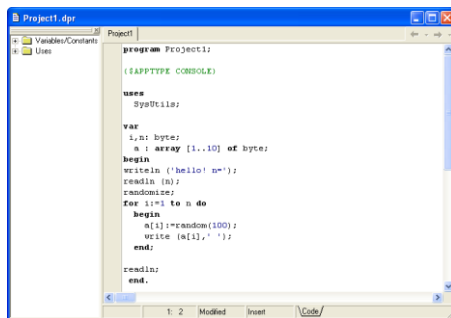 Project1.dpr
Variables/Constants
Uses
Project1
program Project1;
{$APPTYPE CONSOLE}
uses
SysUtils;
var
i,n: byte;
a : array [1..10] of byte;
begin
writeln ('hello! n=');
readln (n);
randomize;
for i:=1 to n do
begin
a[i]:=random(100);
write (a[i],' ');
end;
readln;
end.
1: 2 Modified Insert Code